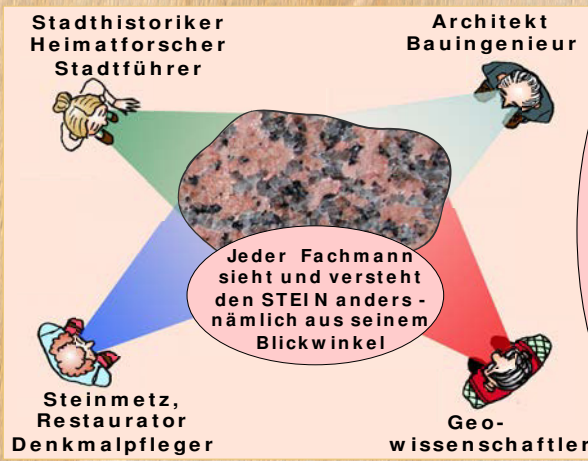 Stadthistoriker
Heimatforscher
Stadtführer
Architekt
Bauingenieur
Jeder Fachmann
sieht und versteht
den STEIN anders -
nämlich aus seinem
Blickwinkel
Steinmetz,
Restaurator
Denkmalpfleger
Geo-
wissenschaftler